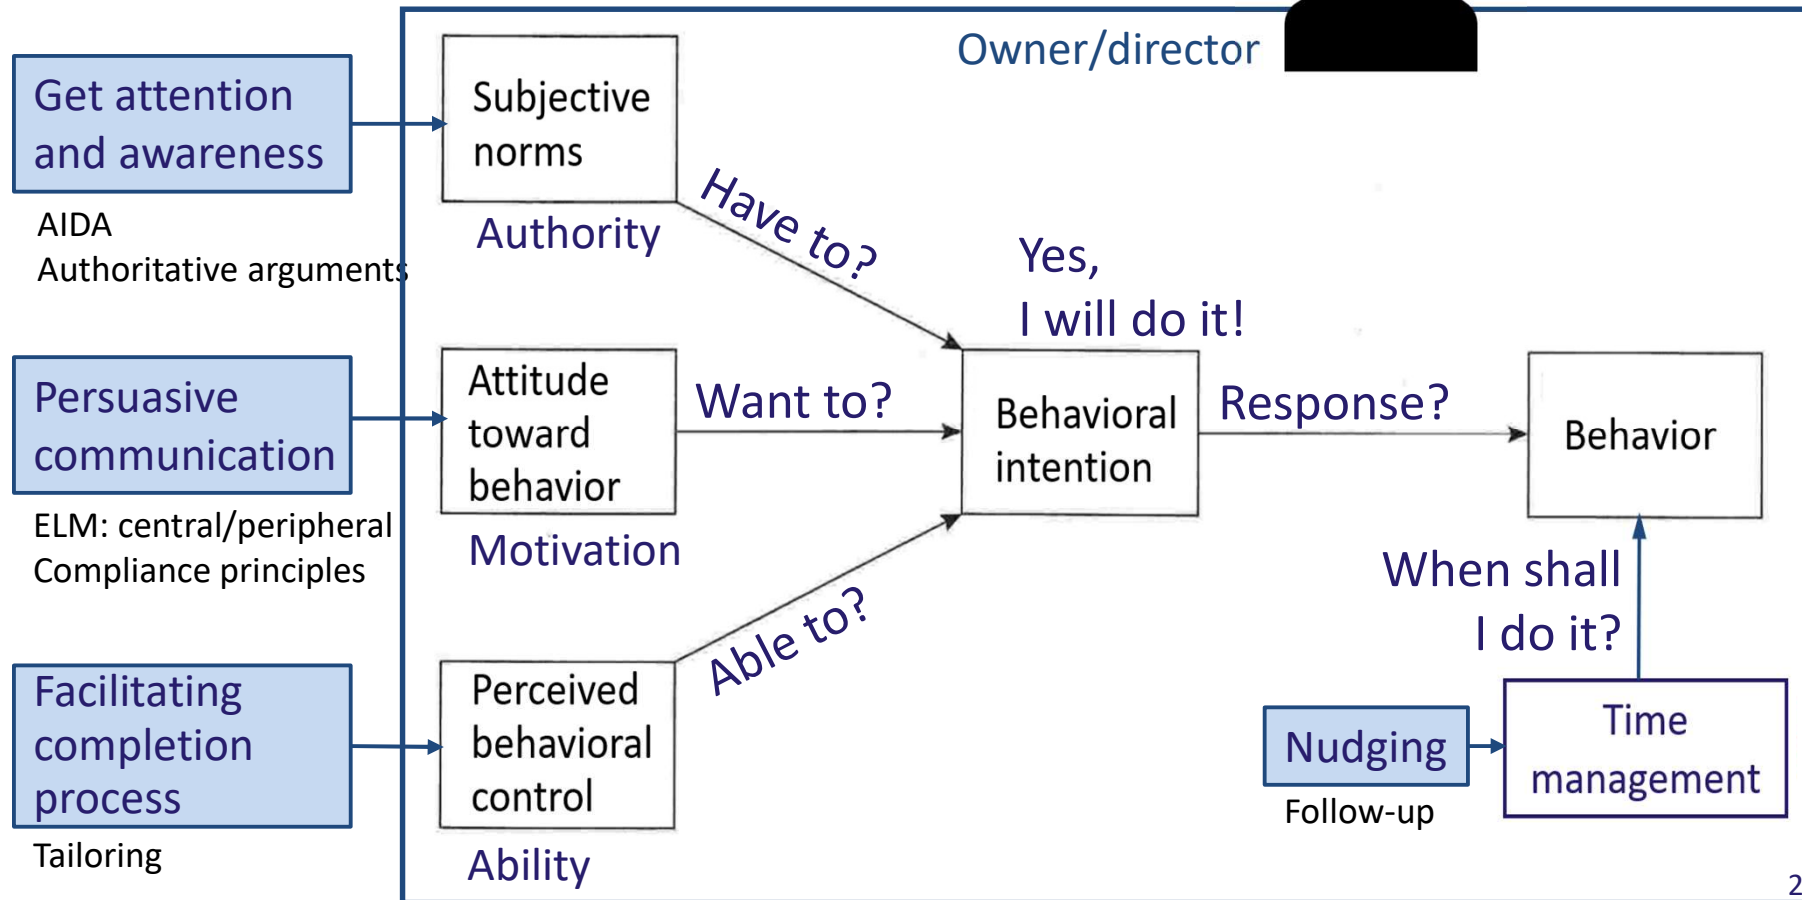 Owner/director
Get attention
and awareness
AIDA
Authoritative arguments
Subjective
norms
Authority
Have to?
Persuasive
communication
ELM: central/peripheral
Compliance principles
Attitude
toward
behavior
Motivation
Want to?
Facilitating
completion
process
Tailoring
Perceived
behavioral
control
Ability
Able to?
Yes,
I will do it!
Behavioral
intention
Response?
Behavior
When shall
I do it?
Nudging
Follow-up
Time
management
2